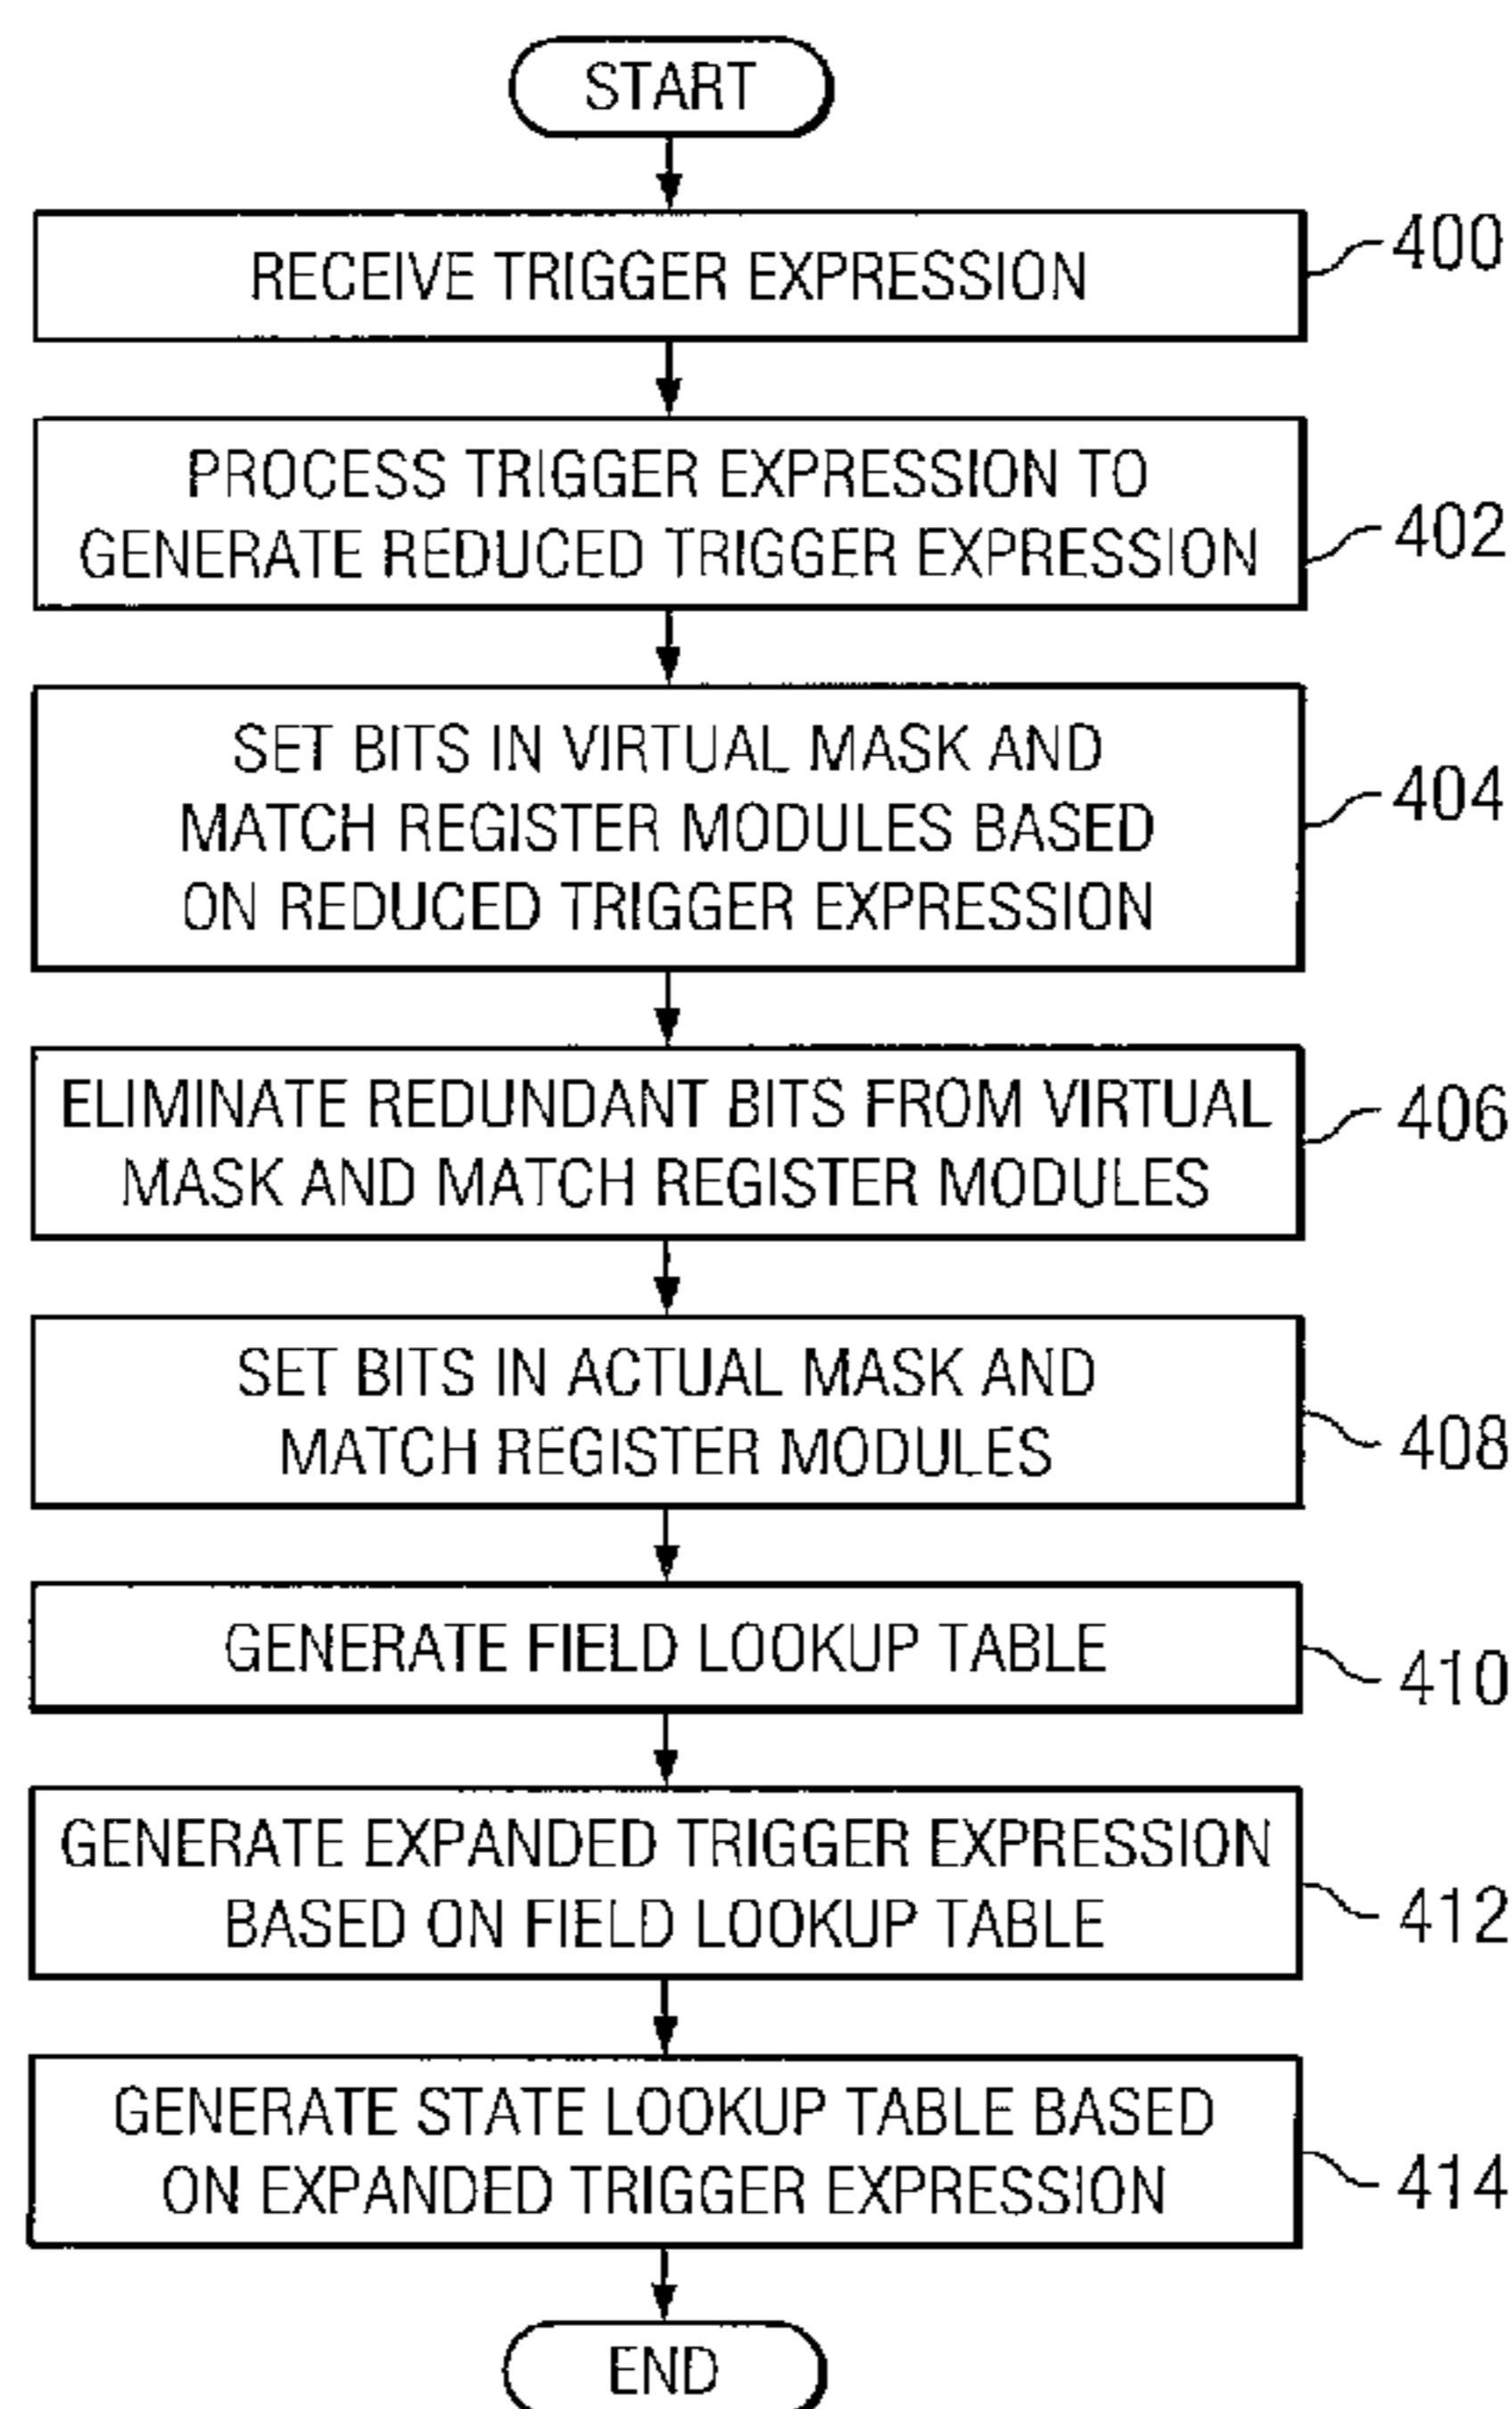 START
RECEIVE TRIGGER EXPRESSION
400
PROCESS TRIGGER EXPRESSION TO
GENERATE REDUCED TRIGGER EXPRESSION
402
SET BITS IN VIRTUAL MASK AND
MATCH REGISTER MODULES BASED
ON REDUCED TRIGGER EXPRESSION
404
ELIMINATE REDUNDANT BITS FROM VIRTUAL
MASK AND MATCH REGISTER MODULES
406
SET BITS IN ACTUAL MASK AND
MATCH REGISTER MODULES
408
GENERATE FIELD LOOKUP TABLE
410
GENERATE EXPANDED TRIGGER EXPRESSION
BASED ON FIELD LOOKUP TABLE
412
GENERATE STATE LOOKUP TABLE BASED
ON EXPANDED TRIGGER EXPRESSION
414
END